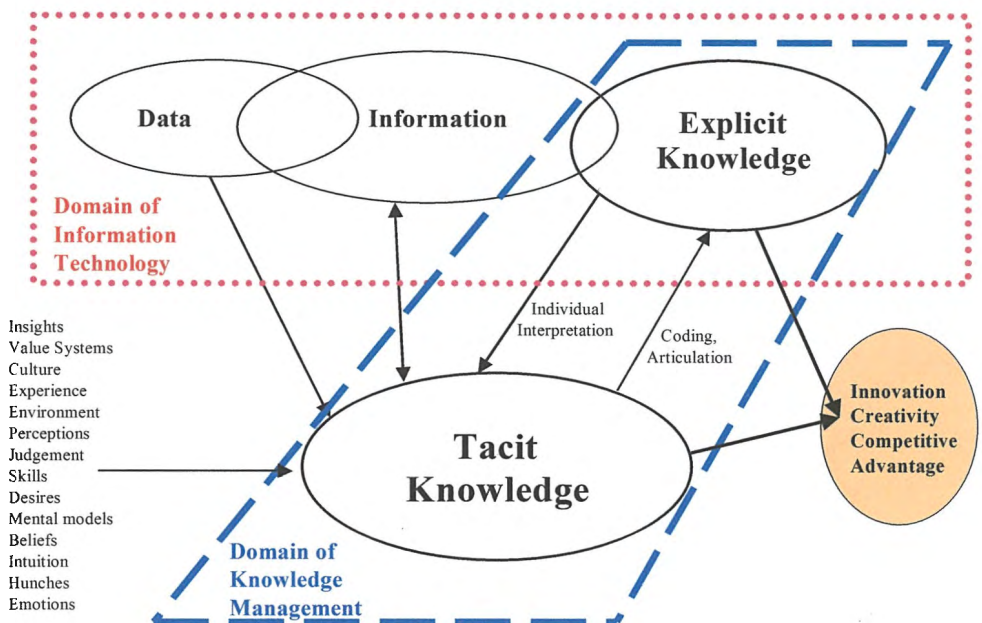 Data
Information
Explicit
Knowledge
Domain of
Information
Technology
Individual
Interpretation
Coding,
Articulation
Insights
Value Systems
Culture
Experience
Environment
Perceptions
Judgement
Skills
Desires
Mental models
Beliefs
Intuition
Hunches
Emotions
Tacit
Knowledge
Innovation
Creativity
Competitive
Advantage
Domain of
Knowledge
Management